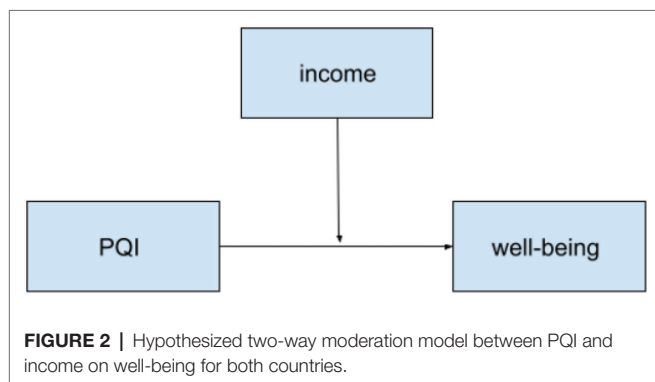 income
PQI
well-being
FIGURE 2 | Hypothesized two-way moderation model between PQI and
income on well-being for both countries.